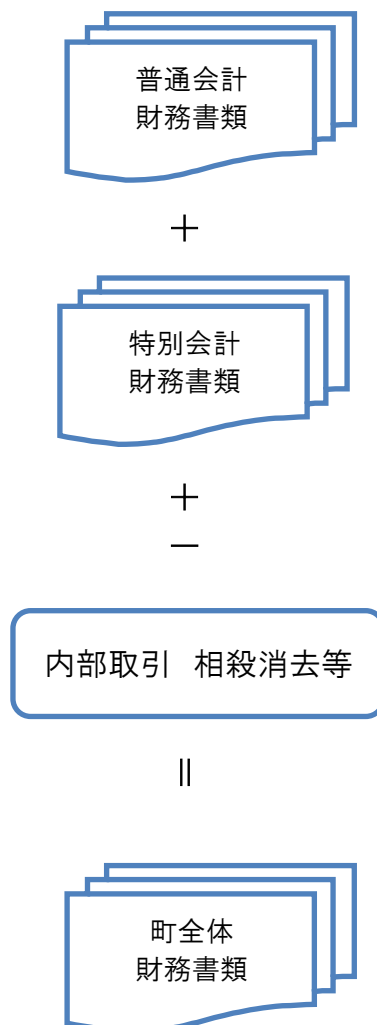 普通会計
財務書類
＋
特別会計
財務書類
＋
－
内部取引　相殺消去等
＝
町全体
財務書類